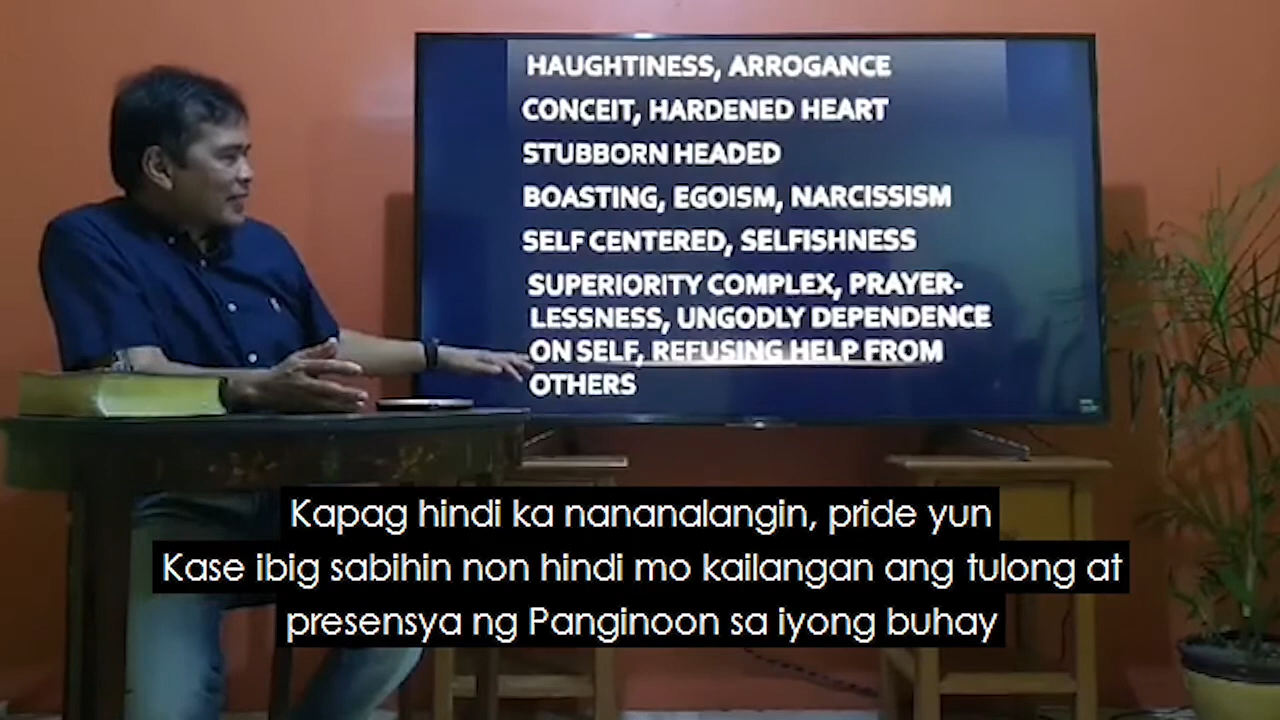 HAUGHTINESS, ARROGANCE
CONCEIT, HARDENED HEART
STUBBORN HEADED
BOASTING, EGOISM, NARCISSISM
SELF CENTERED, SELFISHNESS
SUPERIORITY COMPLEX, PRAYER-
LESSNESS, UNGODLY DEPENDENCE
ON SELF, REFUSING HELP FROM
OTHERS
Kapag hindi ka nananalangin, pride yun
Kase ibig sabihin non hindi mo kailangan ang tulong at
presensya ng Panginoon sa iyong buhay